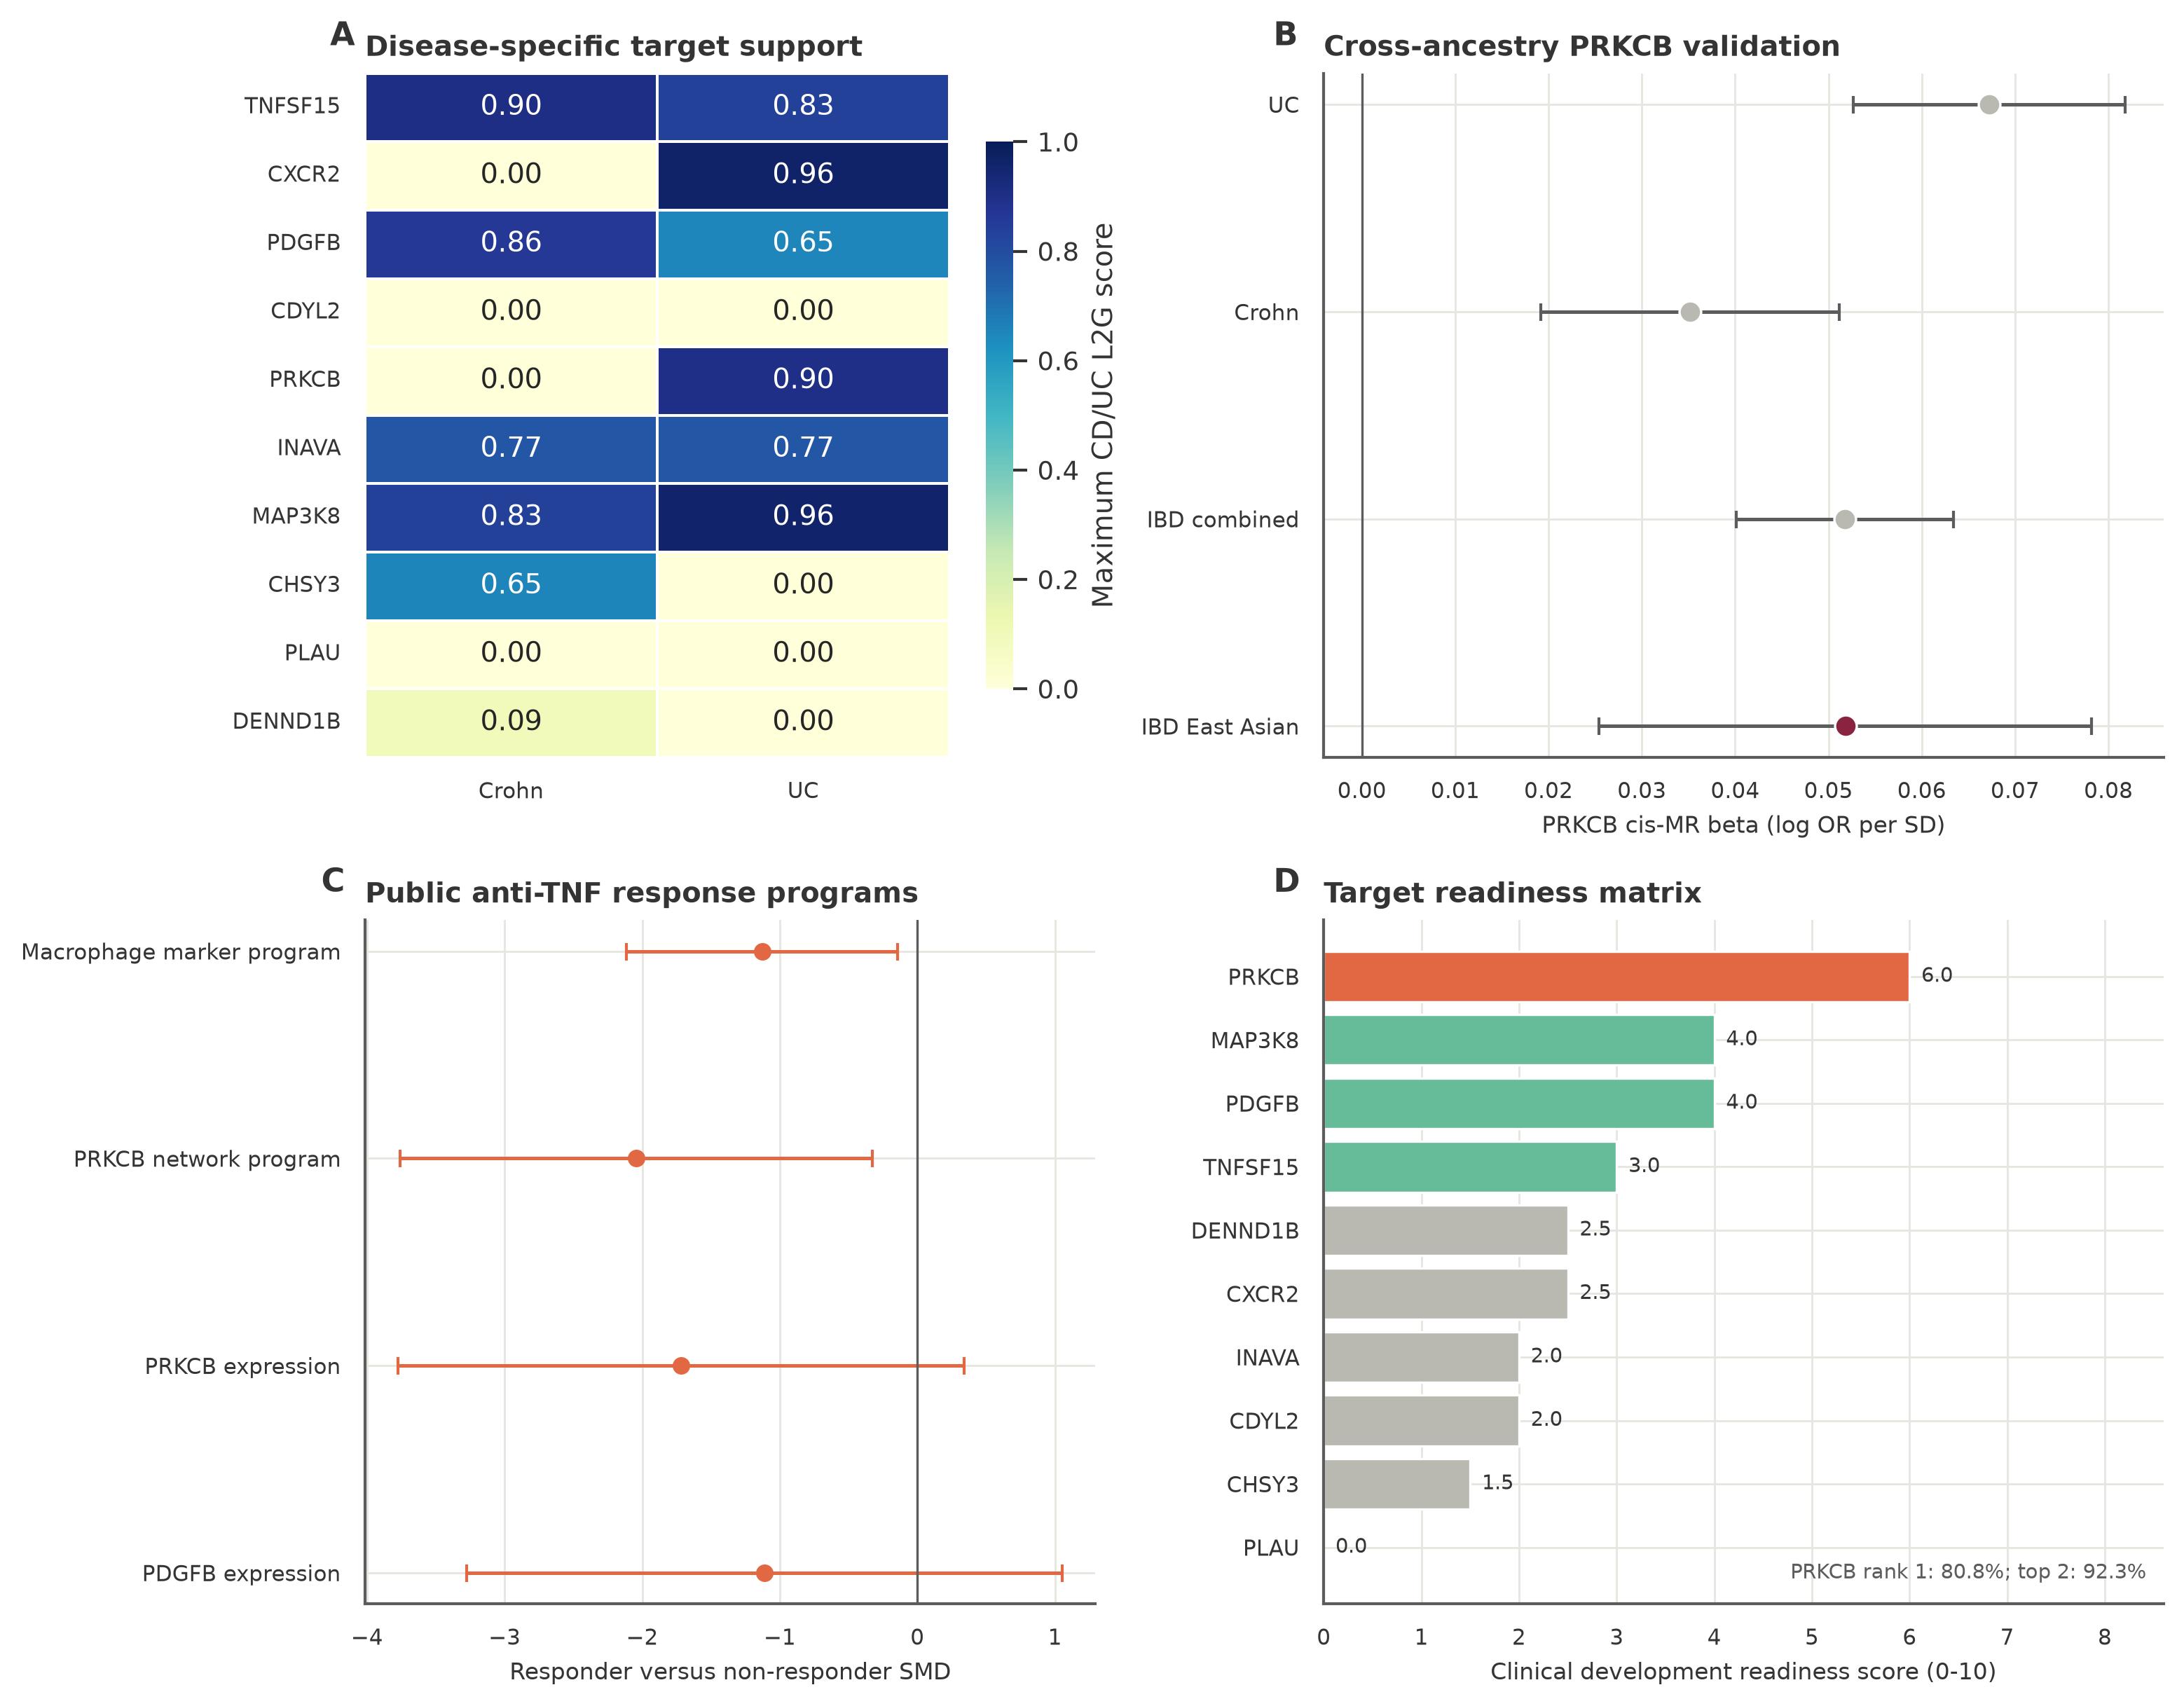 A
Disease-specific target support
TNFSF15 0.90 0.83
CXCR2 0.00 0.96
PDGFB 0.86 0.65
CDYL2 0.00 0.00
PRKCB 0.00 0.90
INAVA 0.77 0.77
MAP3K8 0.83 0.96
CHSY3 0.65 0.00
PLAU 0.00 0.00
DENND1B 0.09 0.00
Crohn UC
1.0
0.8
0.6
0.4
0.2
0.0
Maximum CD/UC L2G score
B
Cross-ancestry PRKCB validation
UC
Crohn
IBD combined
IBD East Asian
0.00 0.01 0.02 0.03 0.04 0.05 0.06 0.07 0.08
PRKCB cis-MR beta (log OR per SD)
C
Public anti-TNF response programs
Macrophage marker program
PRKCB network program
PRKCB expression
PDGFB expression
−4 −3 −2 −1 0 1
Responder versus non-responder SMD
D
Target readiness matrix
PRKCB 6.0
MAP3K8 4.0
PDGFB 4.0
TNFSF15 3.0
DENND1B 2.5
CXCR2 2.5
INAVA 2.0
CDYL2 2.0
CHSY3 1.5
PLAU 0.0
PRKCB rank 1: 80.8%; top 2: 92.3%
0 1 2 3 4 5 6 7 8
Clinical development readiness score (0-10)